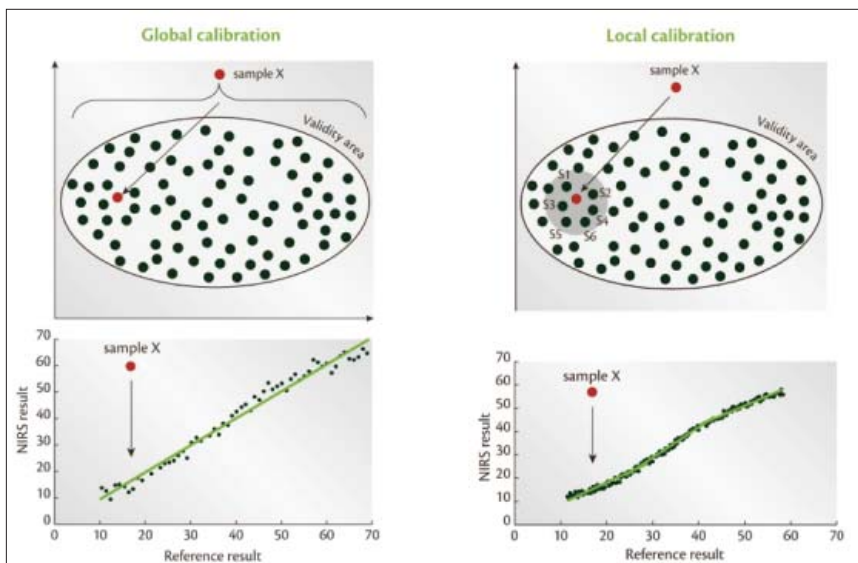 Global calibration
sample X
Validity area
70
60
50
40
30
20
10
0
NIRS result
sample X
0 10 20 30 40 50 60 70
Reference result
Local calibration
sample X
Validity area
S1
S2
S3
S4
S5
S6
70
60
50
40
30
20
10
0
NIRS result
sample X
0 10 20 30 40 50 60 70
Reference result